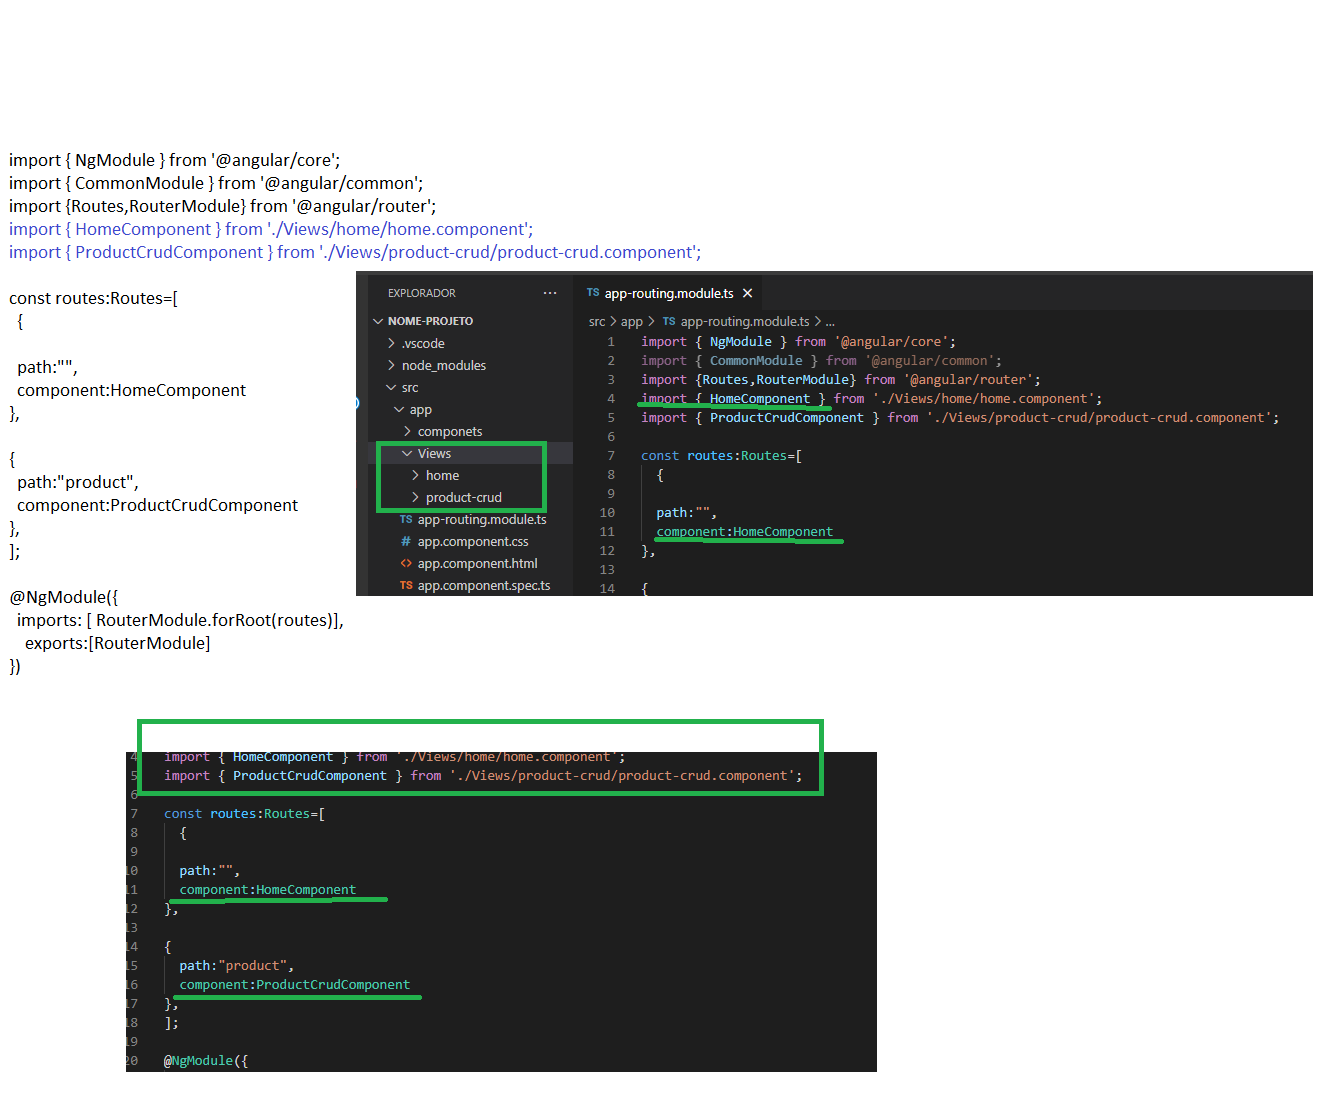 import { NgModule } from '@angular/core';
import { CommonModule } from '@angular/common';
import {Routes,RouterModule} from '@angular/router';
import { HomeComponent } from './Views/home/home.component';
import { ProductCrudComponent } from './Views/product-crud/product-crud.component';
const routes:Routes=[
{
path:"",
component:HomeComponent
},
{
path:"product",
component:ProductCrudComponent
},
];
@NgModule({
imports: [ RouterModule.forRoot(routes)],
exports:[RouterModule]
})
EXPLORADOR ...
NOME-PROJETO
.vscode
node_modules
src
app
componets
Views
home
product-crud
TS app-routing.module.ts
# app.component.css
<> app.component.html
TS app.component.spec.ts
TS app-routing.module.ts ×
src > app > TS app-routing.module.ts > ...
1 import { NgModule } from '@angular/core';
2 import { CommonModule } from '@angular/common';
3 import {Routes,RouterModule} from '@angular/router';
4 import { HomeComponent } from './Views/home/home.component';
5 import { ProductCrudComponent } from './Views/product-crud/product-crud.component';
6
7 const routes:Routes=[
8 {
9
10 path:"",
11 component:HomeComponent
12 },
13
14 {
4 import { HomeComponent } from './Views/home/home.component';
5 import { ProductCrudComponent } from './Views/product-crud/product-crud.component';
6
7 const routes:Routes=[
8 {
9
10 path:"",
11 component:HomeComponent
12 },
13
14 {
15 path:"product",
16 component:ProductCrudComponent
17 },
18 ];
19
20 @NgModule({